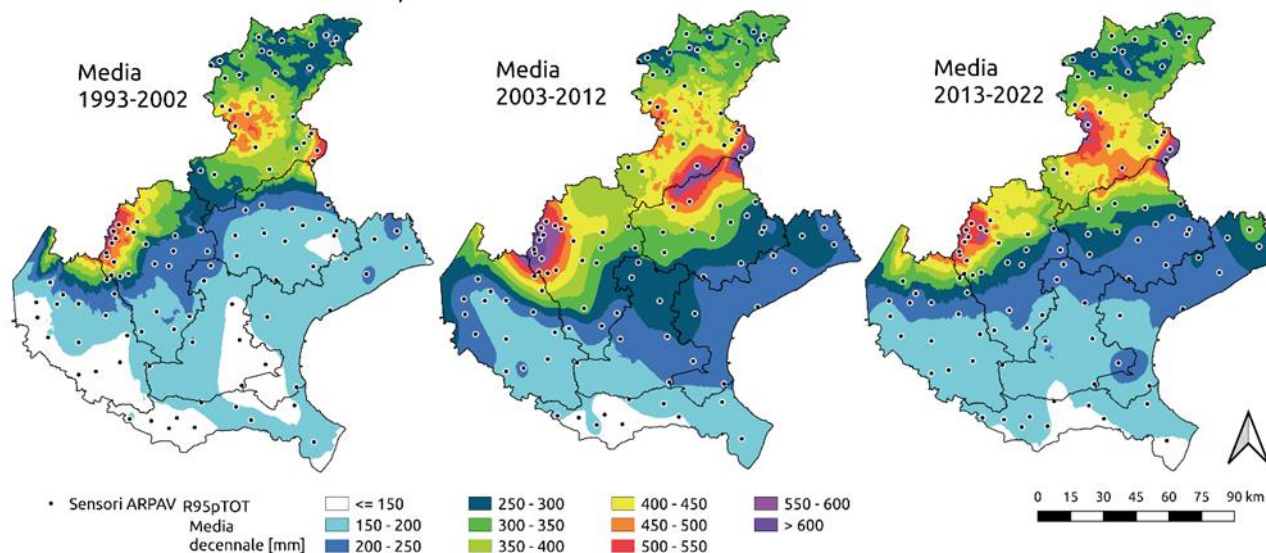 Media
1993-2002
Media
2003-2012
Media
2013-2022
• Sensori ARPAV R95pTOT
Media
decennale [mm]
<= 150
150 - 200
200 - 250
250 - 300
300 - 350
350 - 400
400 - 450
450 - 500
500 - 550
550 - 600
> 600
0 15 30 45 60 75 90 km